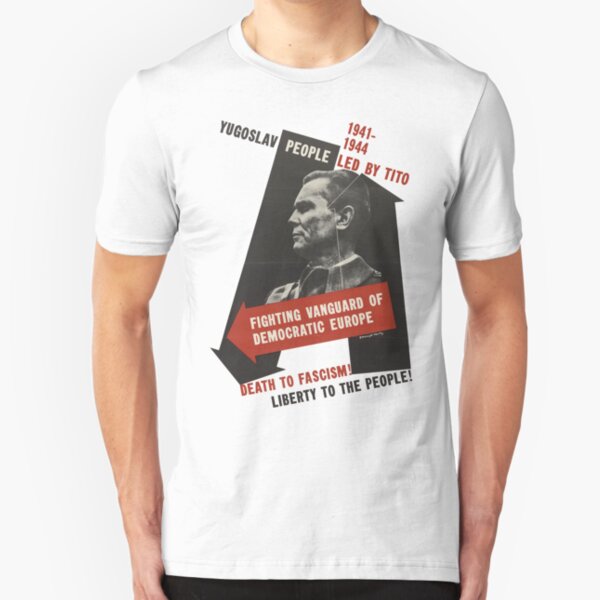 YUGOSLAV PEOPLE
1941-
1944
LED BY TITO
FIGHTING VANGUARD OF
DEMOCRATIC EUROPE
DEATH TO FASCISM!
LIBERTY TO THE PEOPLE!